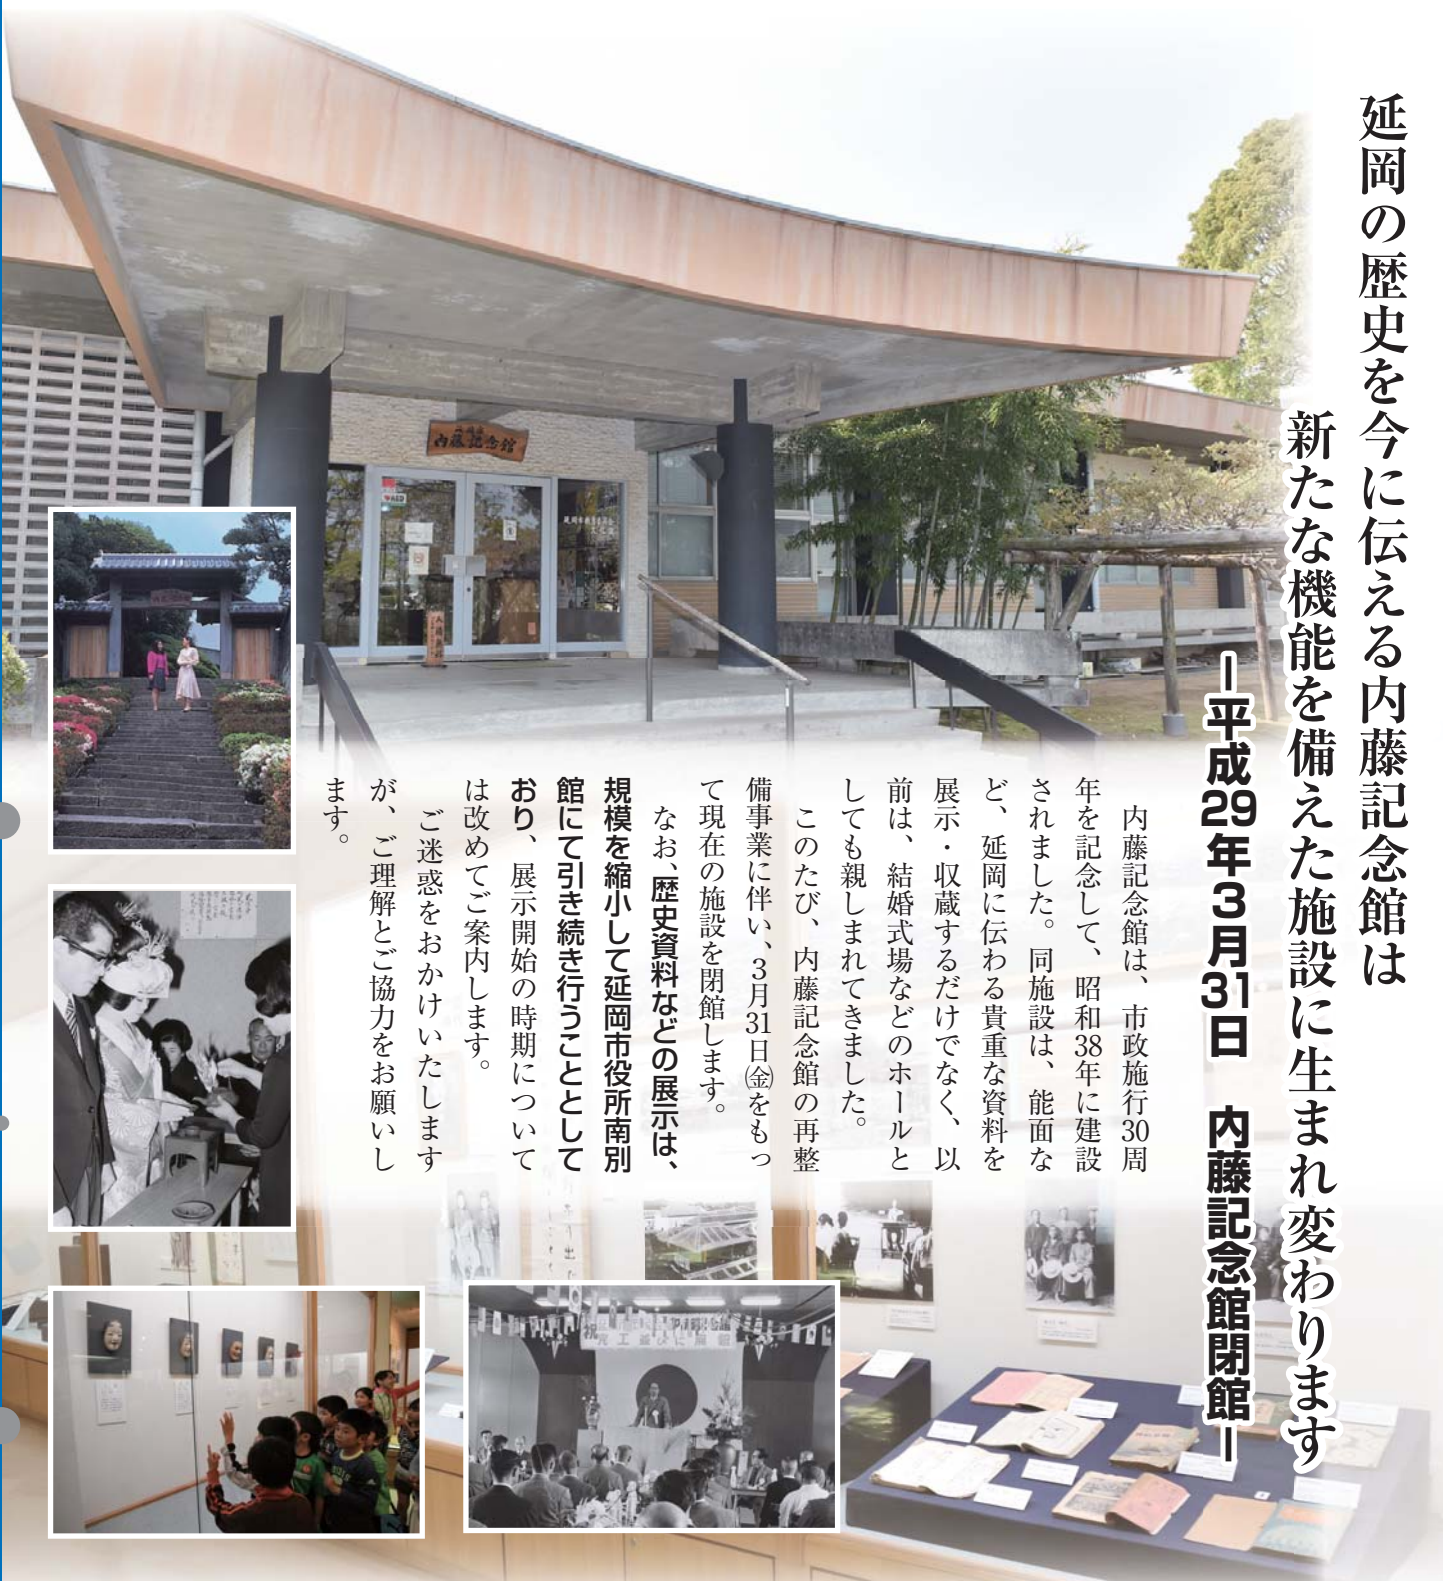 延岡の歴史を今に伝える内藤記念館は
新たな機能を備えた施設に生まれ変わります
ー平成29年3月31日　内藤記念館閉館ー
内藤記念館は、市政施行30周
年を記念して、昭和38年に建設
されました。同施設は、能面な
ど、延岡に伝わる貴重な資料を
展示・収蔵するだけでなく、以
前は、結婚式場などのホールと
しても親しまれてきました。
このたび、内藤記念館の再整
備事業に伴い、3月31日㈮をもっ
て現在の施設を閉館します。
なお、歴史資料などの展示は、
規模を縮小して延岡市役所南別
館にて引き続き行うこととして
おり、展示開始の時期について
は改めてご案内します。
ご迷惑をおかけいたします
が、ご理解とご協力をお願いし
ます。
内藤記念館
AED